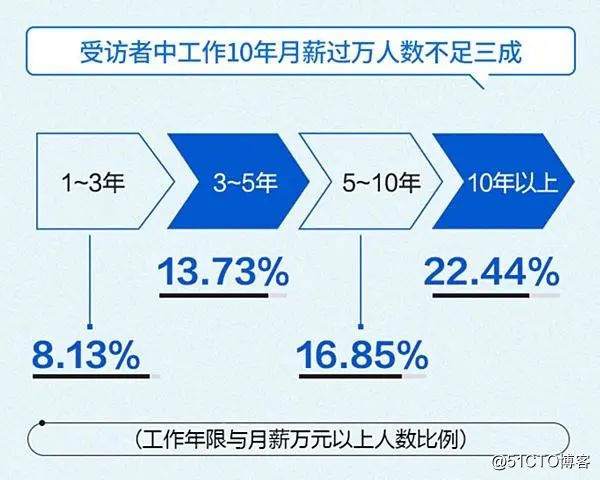 受访者中工作10年月薪过万人数不足三成
1~3年
3~5年
5~10年
10年以上
13.73%
22.44%
8.13%
16.85%
(工作年限与月薪万元以上人数比例)
@51CTO博客